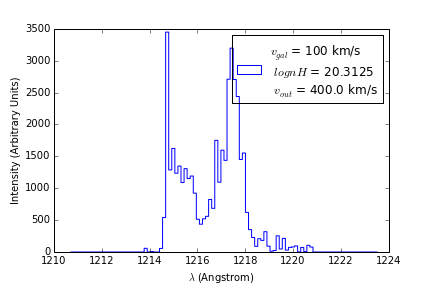 3500
3000
2500
2000
1500
1000
500
0
Intensity (Arbitrary Units)
v_gal = 100 km/s
lognH = 20.3125
v_out = 400.0 km/s
1210 1212 1214 1216 1218 1220 1222 1224
λ (Angstrom)